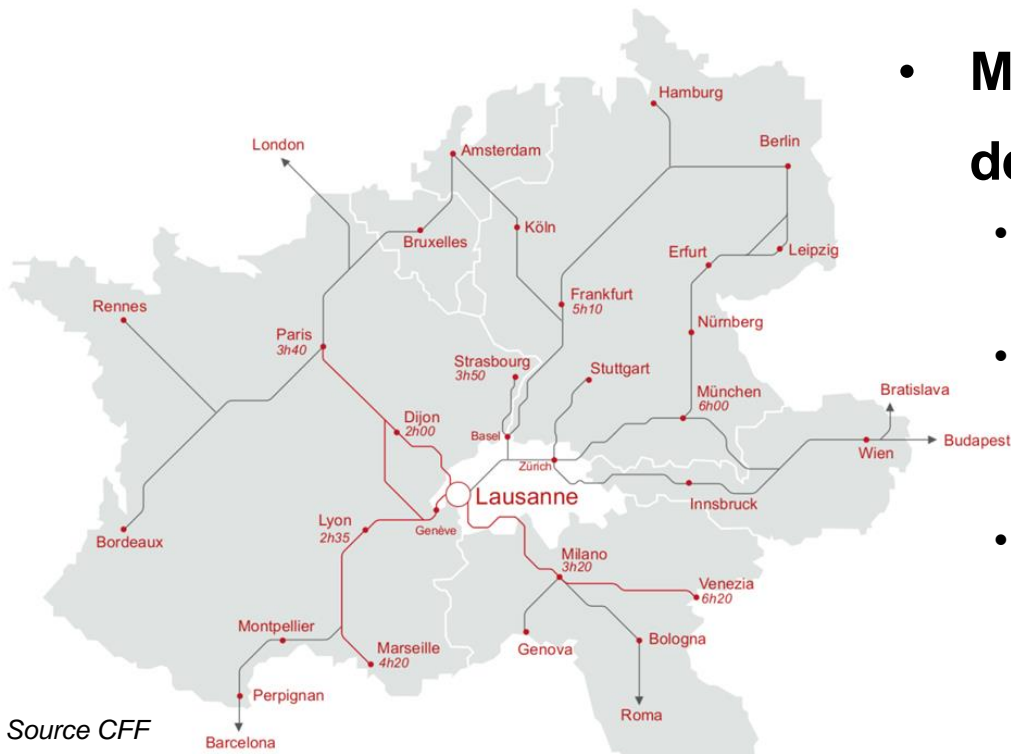 Hamburg
London
Berlin
Amsterdam
Bruxelles
Köln
Erfurt
Leipzig
Rennes
Frankfurt
5h10
Nürnberg
Paris
3h40
Strasbourg
3h50
Stuttgart
München
6h00
Bratislava
Dijon
2h00
Basel
Budapest
Wien
Zürich
Lausanne
Innsbruck
Genève
Lyon
2h35
Bordeaux
Milano
3h20
Venezia
6h20
Montpellier
Marseille
4h20
Genova
Bologna
Perpignan
Roma
Source CFF
Barcelona
• M
de
•
•
•